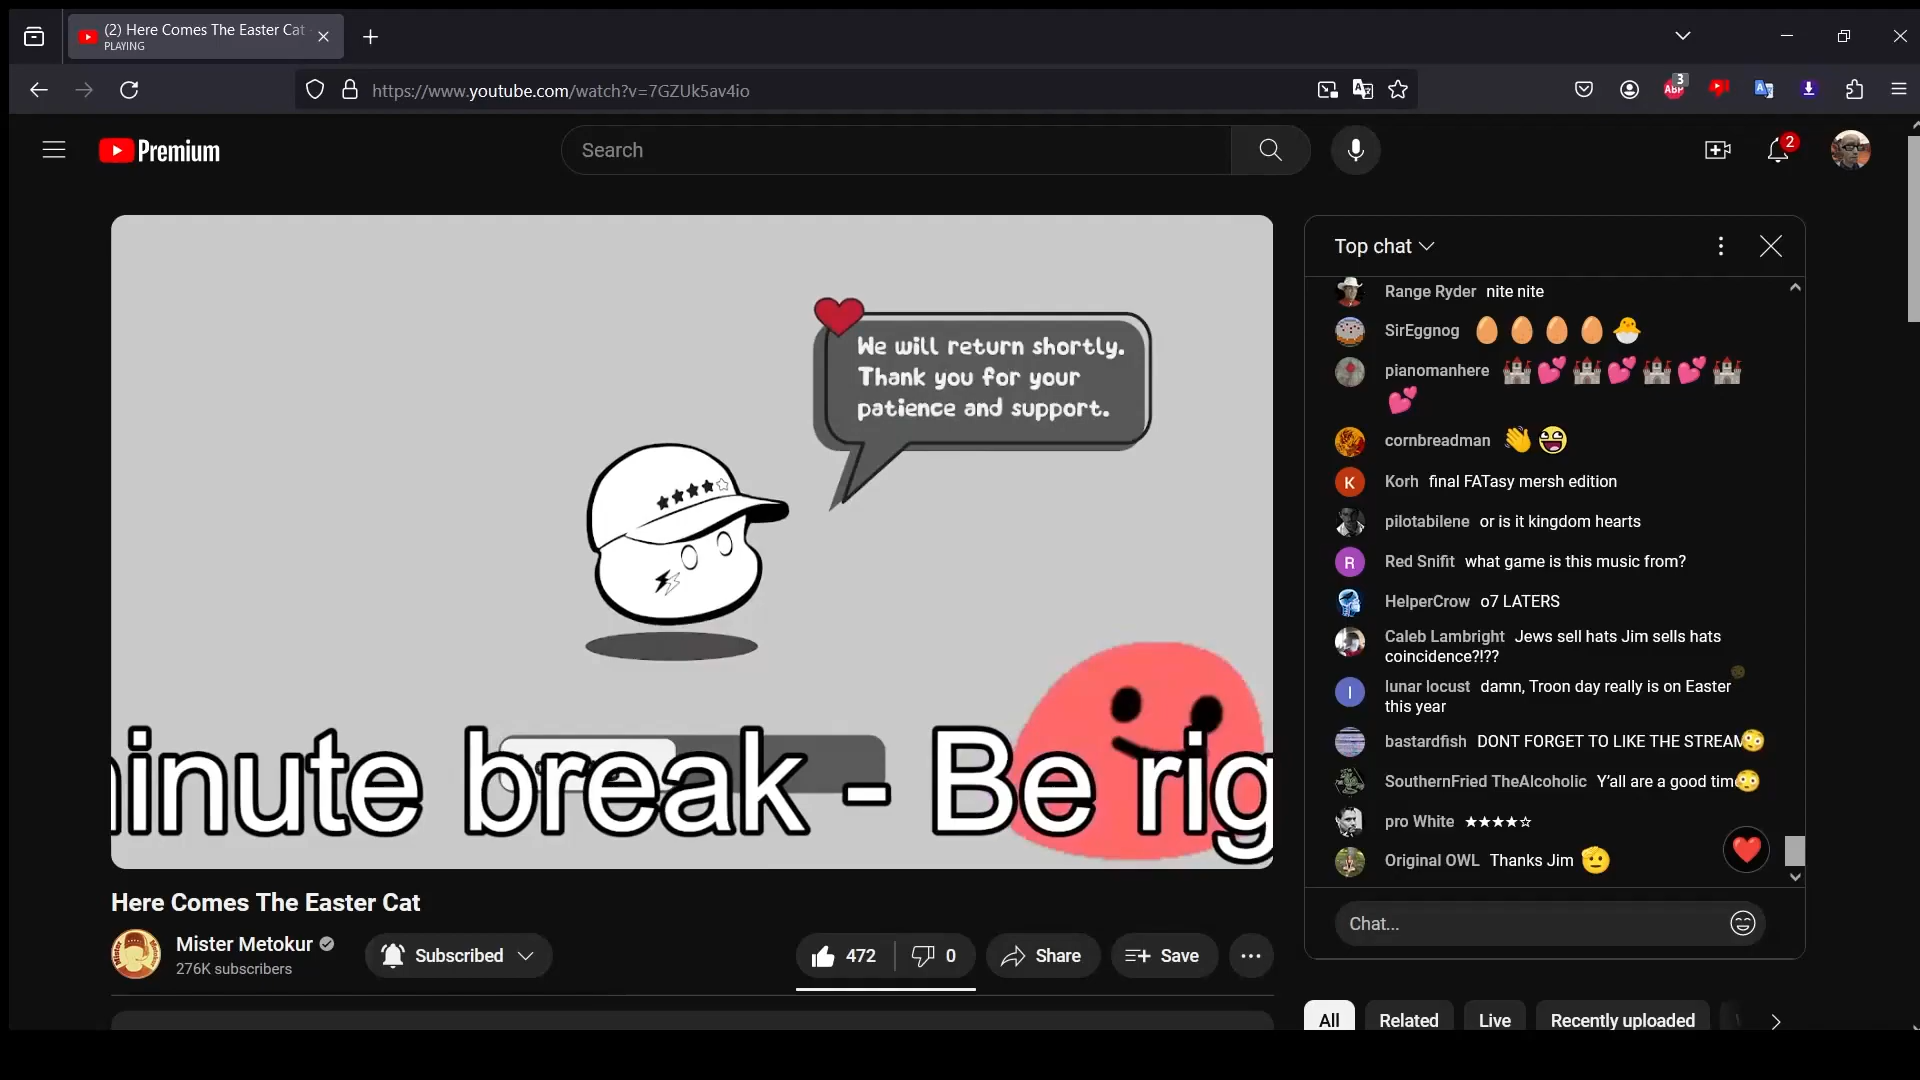 (2) Here Comes The Easter Cat
PLAYING
https://www.youtube.com/watch?v=7GZUk5av4io
3
ABP
Premium
Search
2
We will return shortly.
Thank you for your
patience and support.
minute break - Be rig
Here Comes The Easter Cat
Mister Metokur
276K subscribers
Subscribed
472
0
Share
Save
Top chat
Range Ryder nite nite
SirEggnog
pianomanhere
cornbreadman
K
Korh final FATasy mersh edition
pilotabilene or is it kingdom hearts
R
Red Snifit what game is this music from?
HelperCrow o7 LATERS
Caleb Lambright Jews sell hats Jim sells hats
coincidence?!??
I
lunar locust damn, Troon day really is on Easter
this year
bastardfish DONT FORGET TO LIKE THE STREAM
SouthernFried TheAlcoholic Y'all are a good time
pro White ★★★★☆
Original OWL Thanks Jim
Chat...
All
Related
Live
Recently uploaded